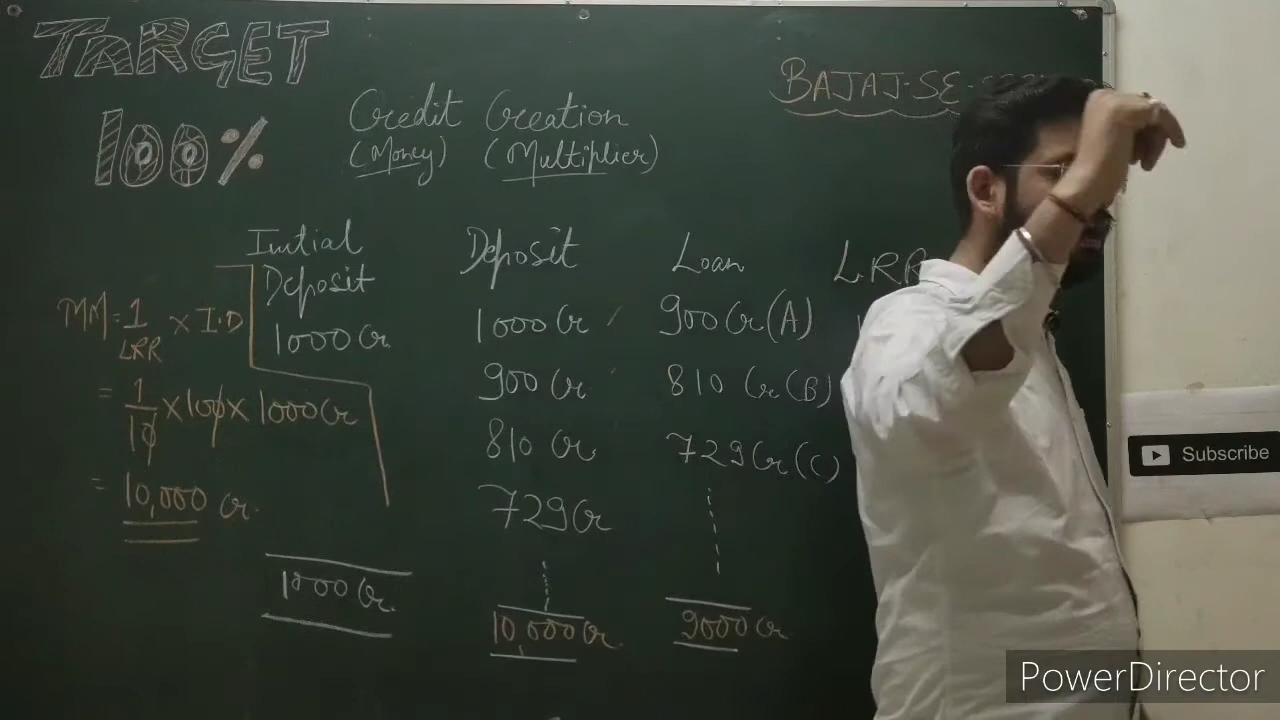 TARGET
100%
Credit Creation
(Money) (Multiplier)
BAJAJ-SE
Initial Deposit
Deposit
Loan
LRR
1000 Cr
1000 Cr
900 Cr (A)
900 Cr
810 Cr (B)
810 Cr
729 Cr (C)
729 Cr
1000 Cr.
10,000 Cr.
9000 Cr
MM = 1/LRR × I.D
= 1/10 × 100 × 1000 Cr
= 10,000 Cr.
Subscribe
PowerDirector